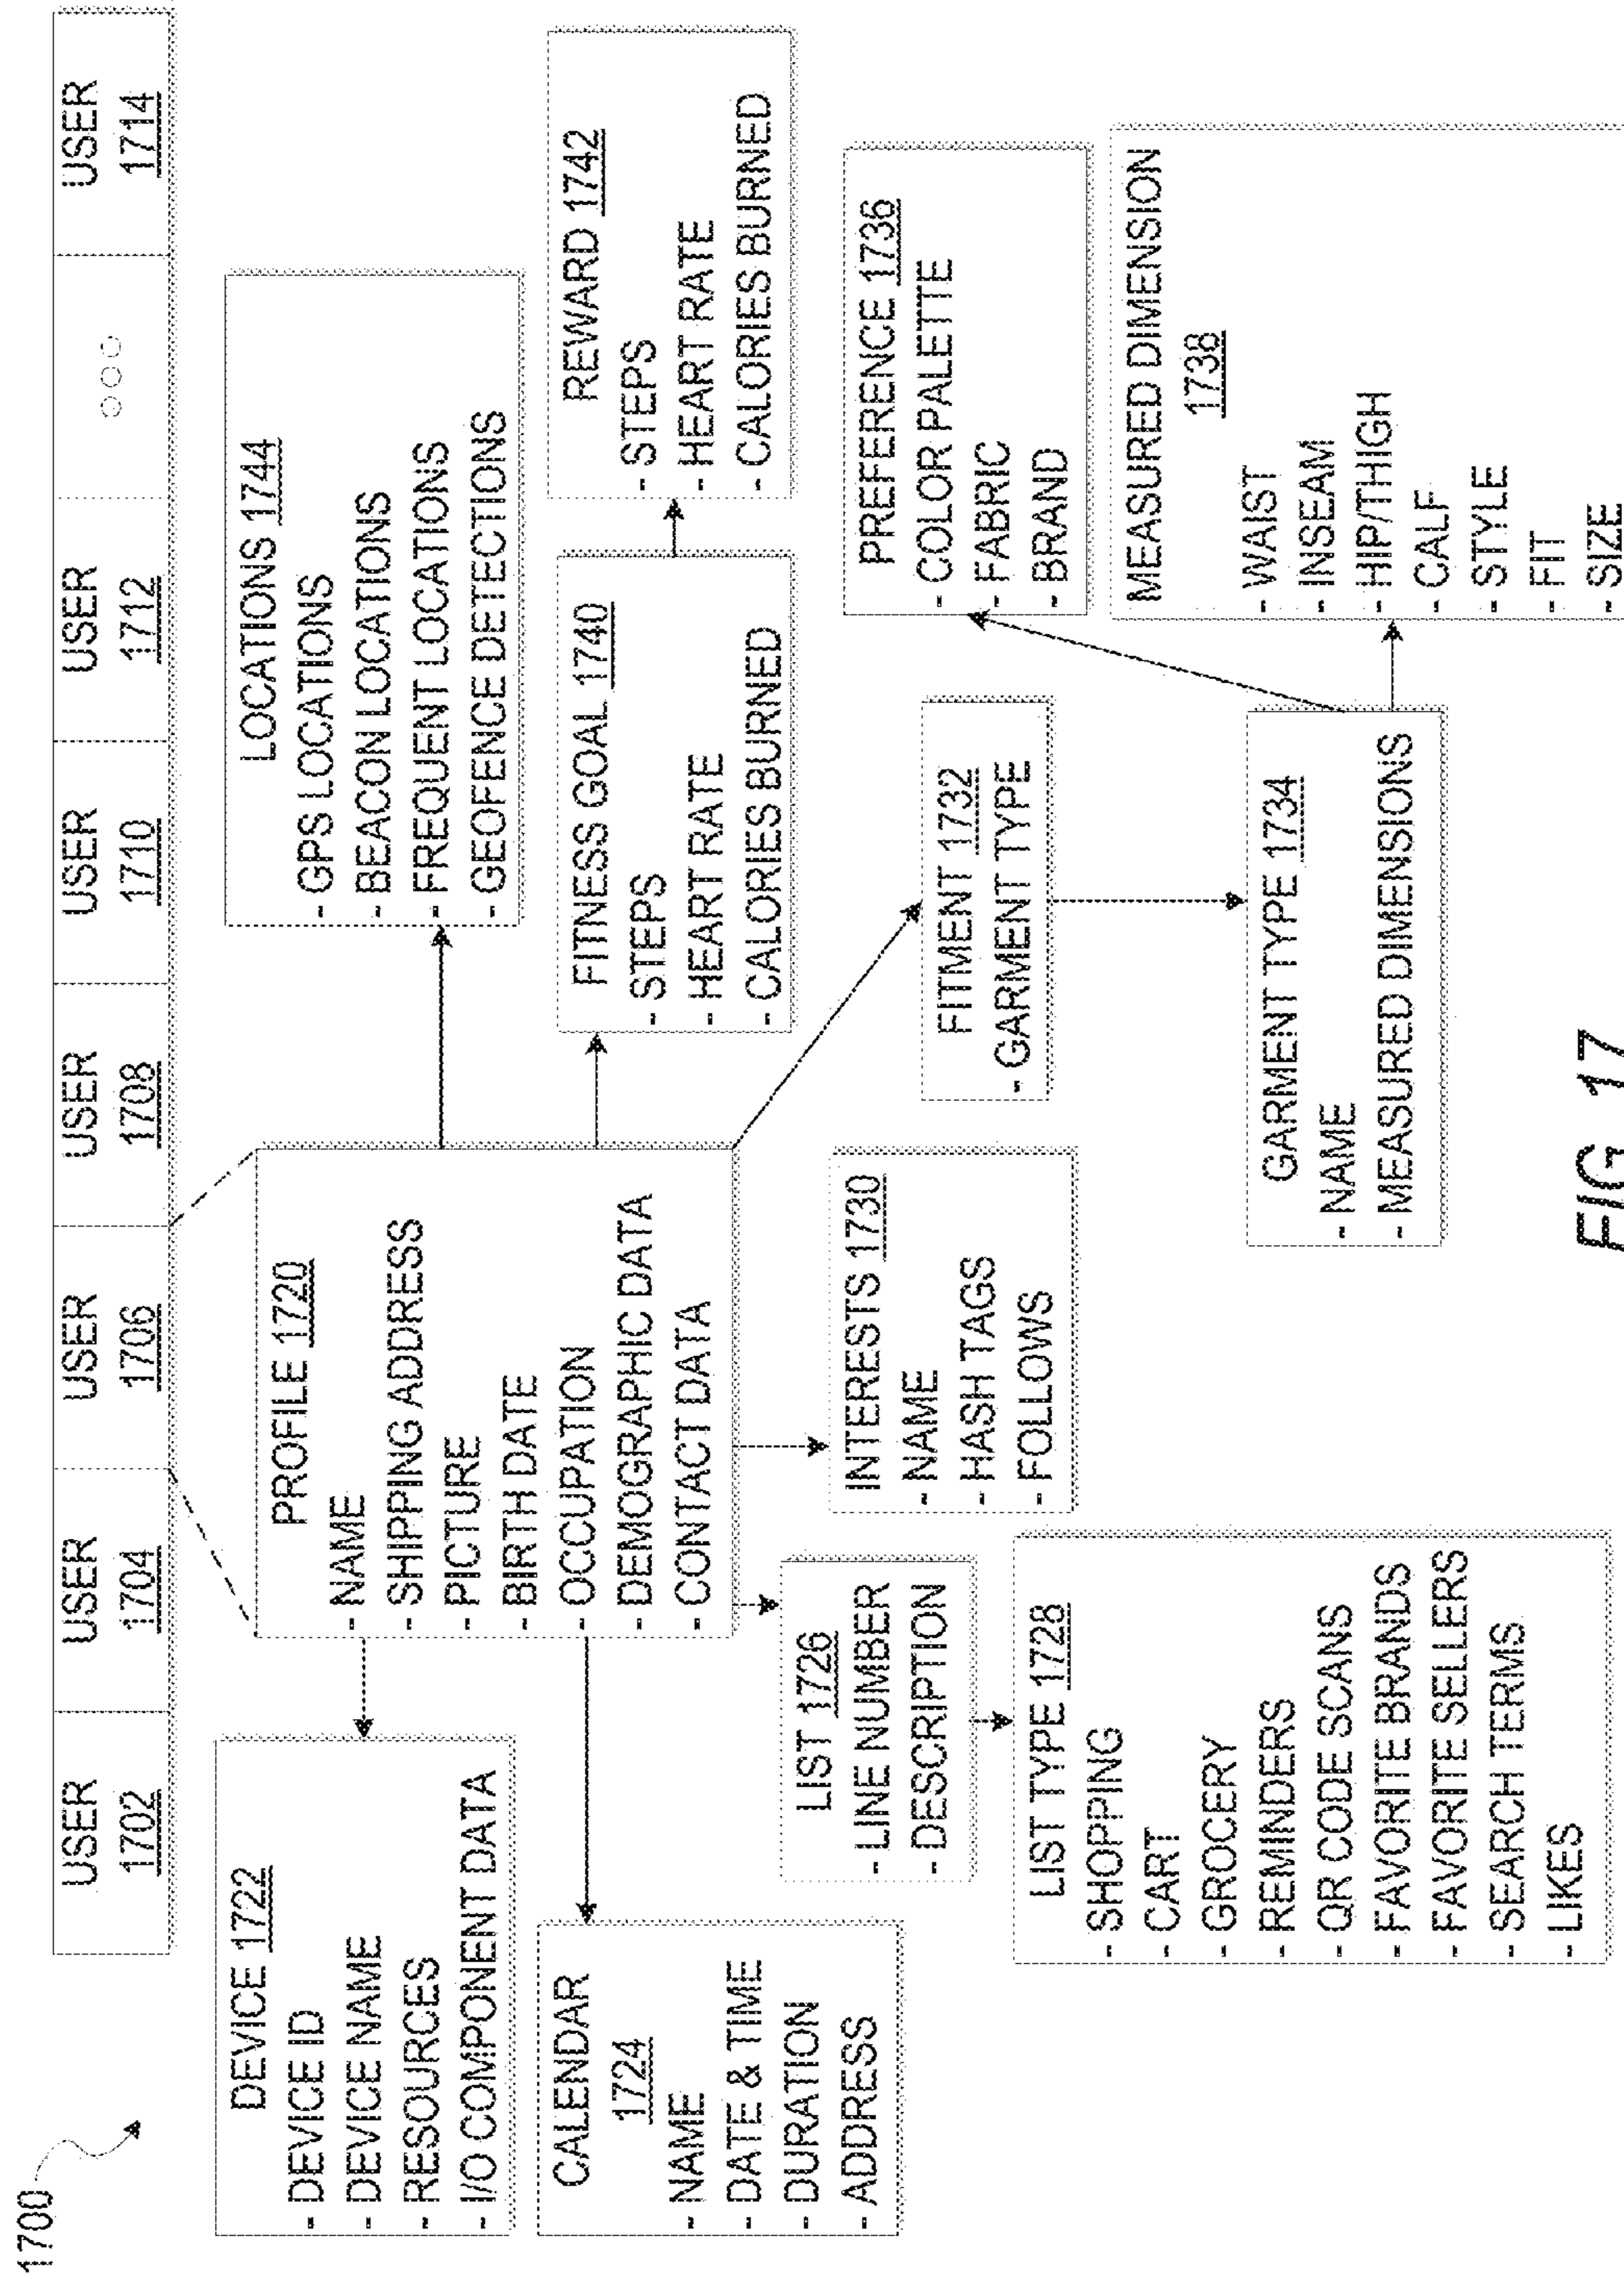 1700
USER
1702
USER
1704
USER
1706
USER
1708
USER
1710
USER
1712
○○○
USER
1714
DEVICE 1722
- DEVICE ID
- DEVICE NAME
- RESOURCES
- I/O COMPONENT DATA
PROFILE 1720
- NAME
- SHIPPING ADDRESS
- PICTURE
- BIRTH DATE
- OCCUPATION
- DEMOGRAPHIC DATA
- CONTACT DATA
LOCATIONS 1744
- GPS LOCATIONS
- BEACON LOCATIONS
- FREQUENT LOCATIONS
- GEOFENCE DETECTIONS
CALENDAR
1724
- NAME
- DATE & TIME
- DURATION
- ADDRESS
FITNESS GOAL 1740
- STEPS
- HEART RATE
- CALORIES BURNED
REWARD 1742
- STEPS
- HEART RATE
- CALORIES BURNED
LIST 1726
- LINE NUMBER
- DESCRIPTION
INTERESTS 1730
- NAME
- HASH TAGS
- FOLLOWS
FITMENT 1732
- GARMENT TYPE
PREFERENCE 1736
- COLOR PALETTE
- FABRIC
- BRAND
LIST TYPE 1728
- SHOPPING
- CART
- GROCERY
- REMINDERS
- QR CODE SCANS
- FAVORITE BRANDS
- FAVORITE SELLERS
- SEARCH TERMS
- LIKES
GARMENT TYPE 1734
- NAME
- MEASURED DIMENSIONS
MEASURED DIMENSION
1738
- WAIST
- INSEAM
- HIP/THIGH
- CALF
- STYLE
- FIT
- SIZE
FIG. 17